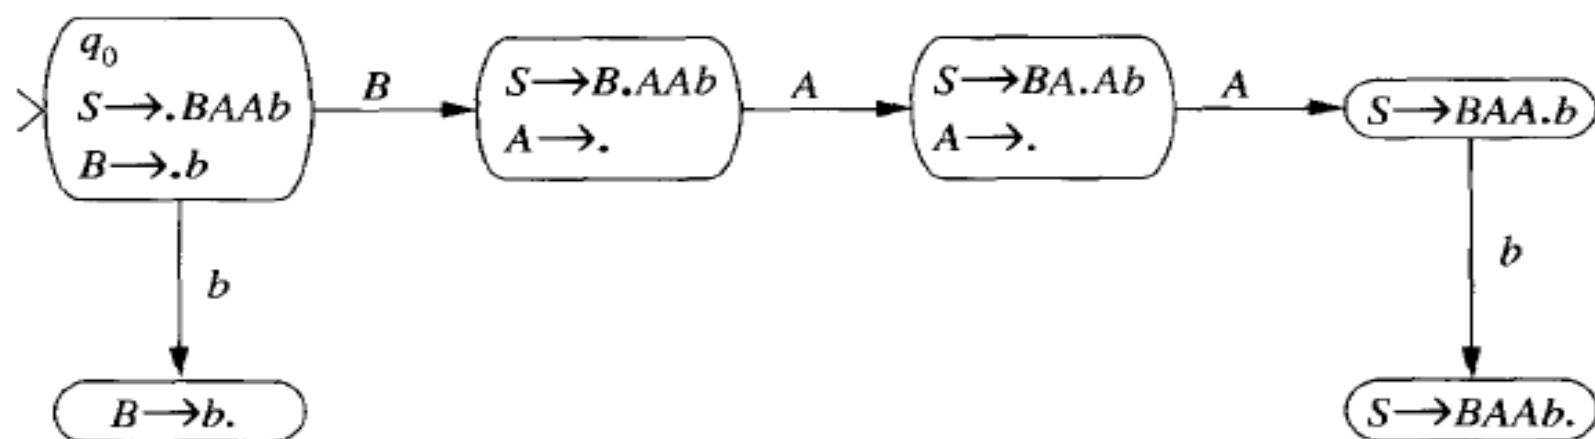 q₀
S→.BAAb
B→.b
B
S→B.AAb
A→.
A
S→BA.Ab
A→.
A
S→BAA.b
b
B→b.
b
S→BAAb.